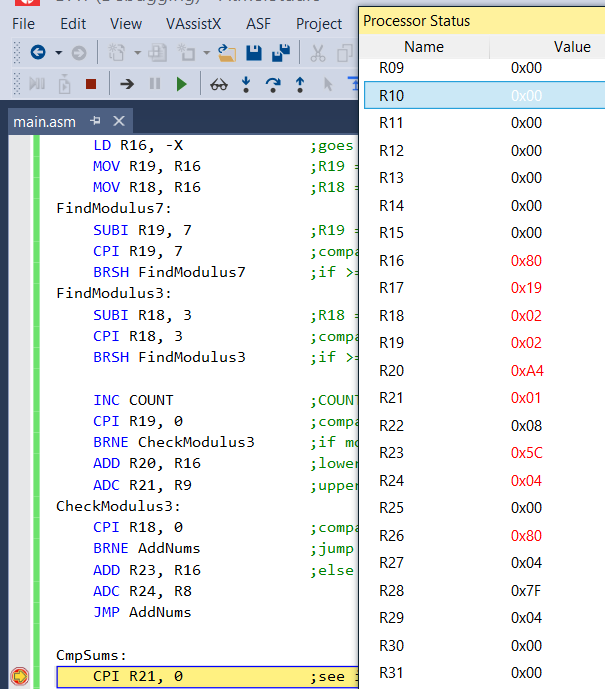 File Edit View VAssistX ASF Project
main.asm
LD R16, -X ;goes
MOV R19, R16 ;R19 =
MOV R18, R16 ;R18 =
FindModulus7:
SUBI R19, 7 ;R19 =
CPI R19, 7 ;compa
BRSH FindModulus7 ;if >=
FindModulus3:
SUBI R18, 3 ;R18 =
CPI R18, 3 ;compa
BRSH FindModulus3 ;if >=
INC COUNT ;COUNT
CPI R19, 0 ;compa
BRNE CheckModulus3 ;if mo
ADD R20, R16 ;lower
ADC R21, R9 ;upper
CheckModulus3:
CPI R18, 0 ;compa
BRNE AddNums ;jump
ADD R23, R16 ;else
ADC R24, R8
JMP AddNums
CmpSums:
CPI R21, 0 ;see
Processor Status
Name Value
R09 0x00
R10 0x00
R11 0x00
R12 0x00
R13 0x00
R14 0x00
R15 0x00
R16 0x80
R17 0x19
R18 0x02
R19 0x02
R20 0xA4
R21 0x01
R22 0x08
R23 0x5C
R24 0x04
R25 0x00
R26 0x80
R27 0x04
R28 0x7F
R29 0x04
R30 0x00
R31 0x00